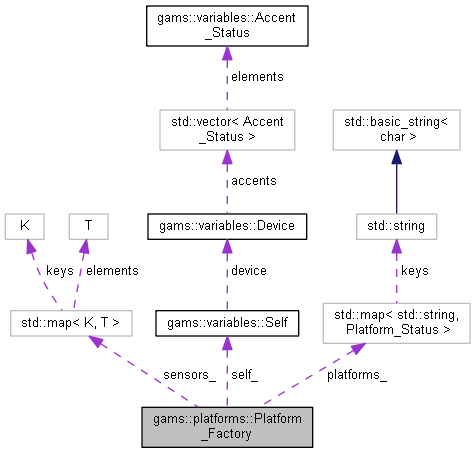 gams::variables::Accent
_Status
elements
std::vector< Accent
_Status >
std::basic_string<
char >
accents
K
T
gams::variables::Device
std::string
keys
elements
device
keys
std::map< K, T >
gams::variables::Self
std::map< std::string,
Platform_Status >
sensors_
self_
platforms_
gams::platforms::Platform
_Factory